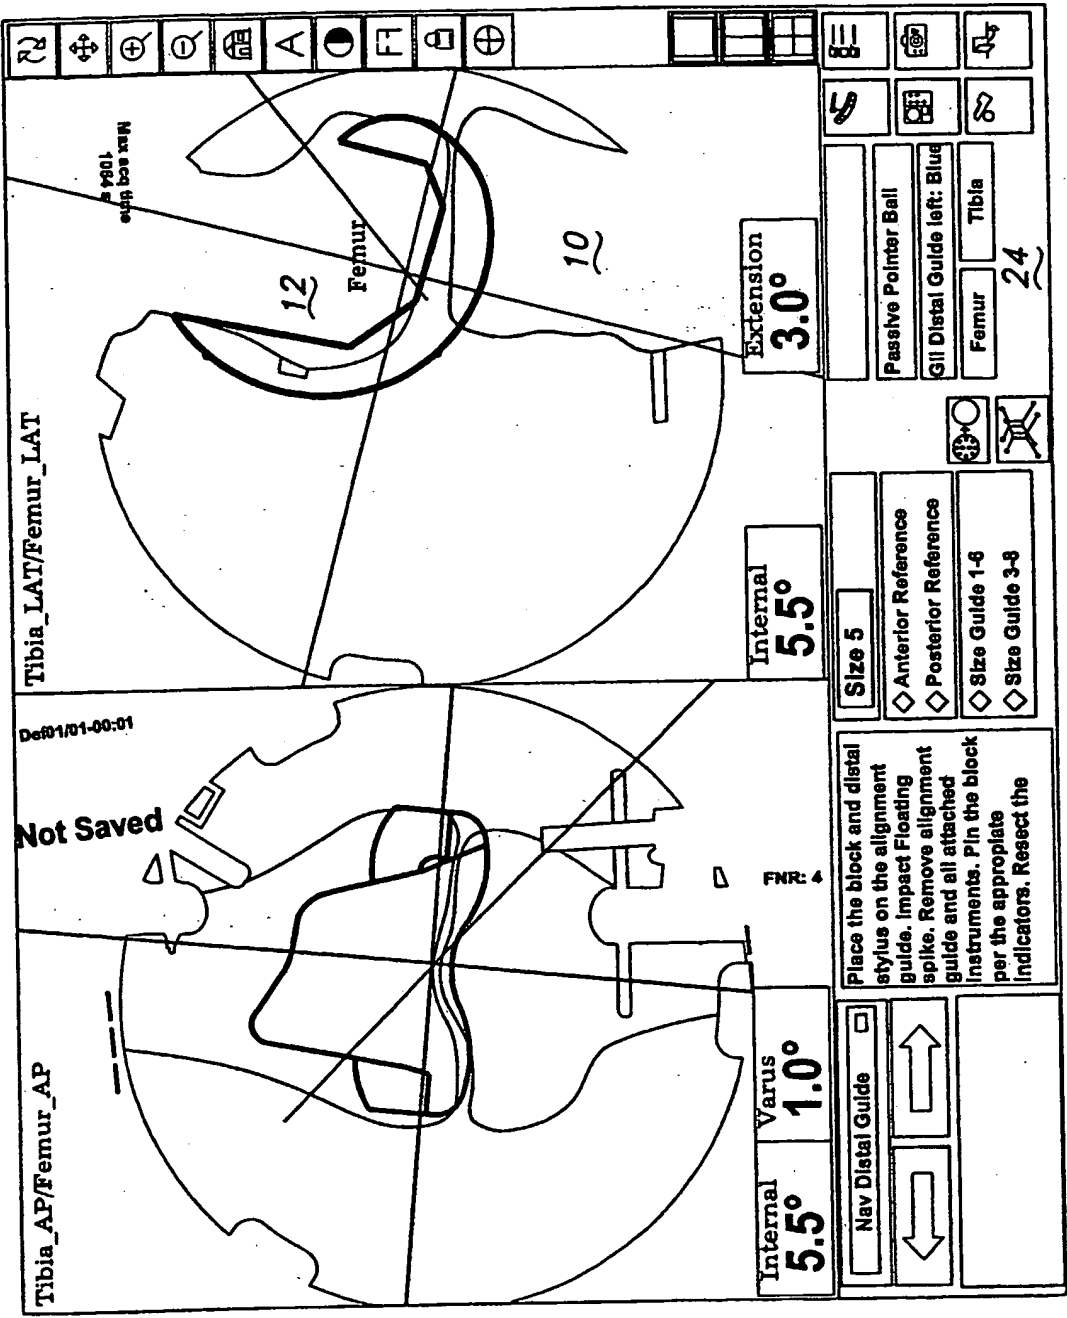 Tibia_AP/Femur_AP
Not Saved
Def01/01-00:01
FNR: 4
Internal
5.5°
Varus
1.0°
Tibia_LAT/Femur_LAT
Max acq time
1084 s
12
Femur
10
Internal
5.5°
Extension
3.0°
A
Nav Distal Guide
Place the block and distal
stylus on the alignment
guide. Impact Floating
spike. Remove alignment
guide and all attached
Instruments. Pin the block
per the appropiate
Indicators. Resect the
Size 5
Anterior Reference
Posterior Reference
Size Guide 1-6
Size Guide 3-8
Passive Pointer Ball
GII Distal Guide left: Blue
Femur
Tibia
24